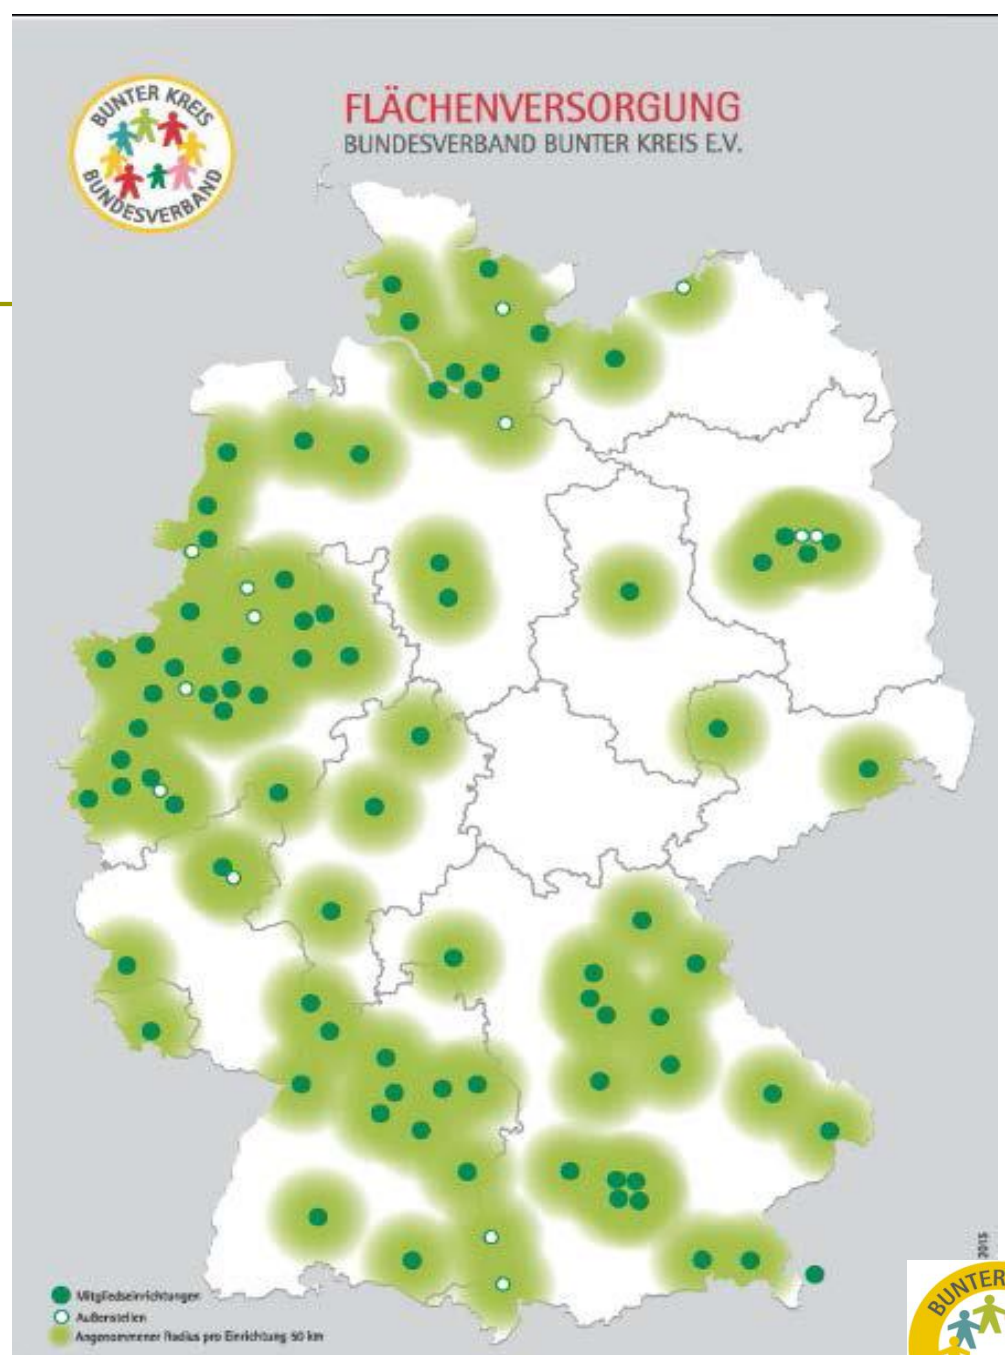 BUNTER KREIS
BUNDESVERBAND
FLÄCHENVERSORGUNG
BUNDESVERBAND BUNTER KREIS E.V.
2015
Mitgliedseinrichtungen
Außenstellen
Angenommener Radius pro Einrichtung 50 km
BUNTER